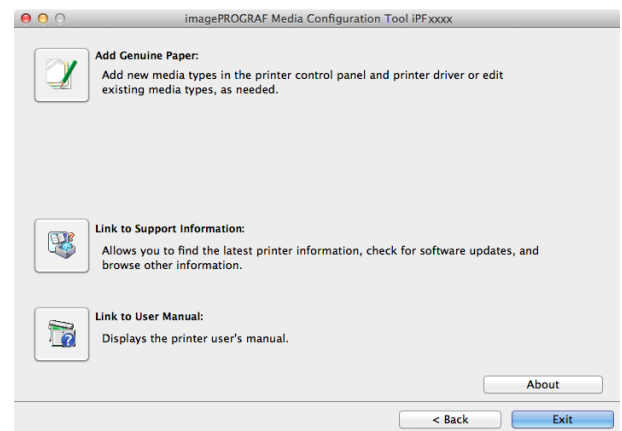 imagePROGRAF Media Configuration Tool iPFxxxx
Add Genuine Paper:
Add new media types in the printer control panel and printer driver or edit
existing media types, as needed.
Link to Support Information:
Allows you to find the latest printer information, check for software updates, and
browse other information.
Link to User Manual:
Displays the printer user's manual.
About
< Back
Exit